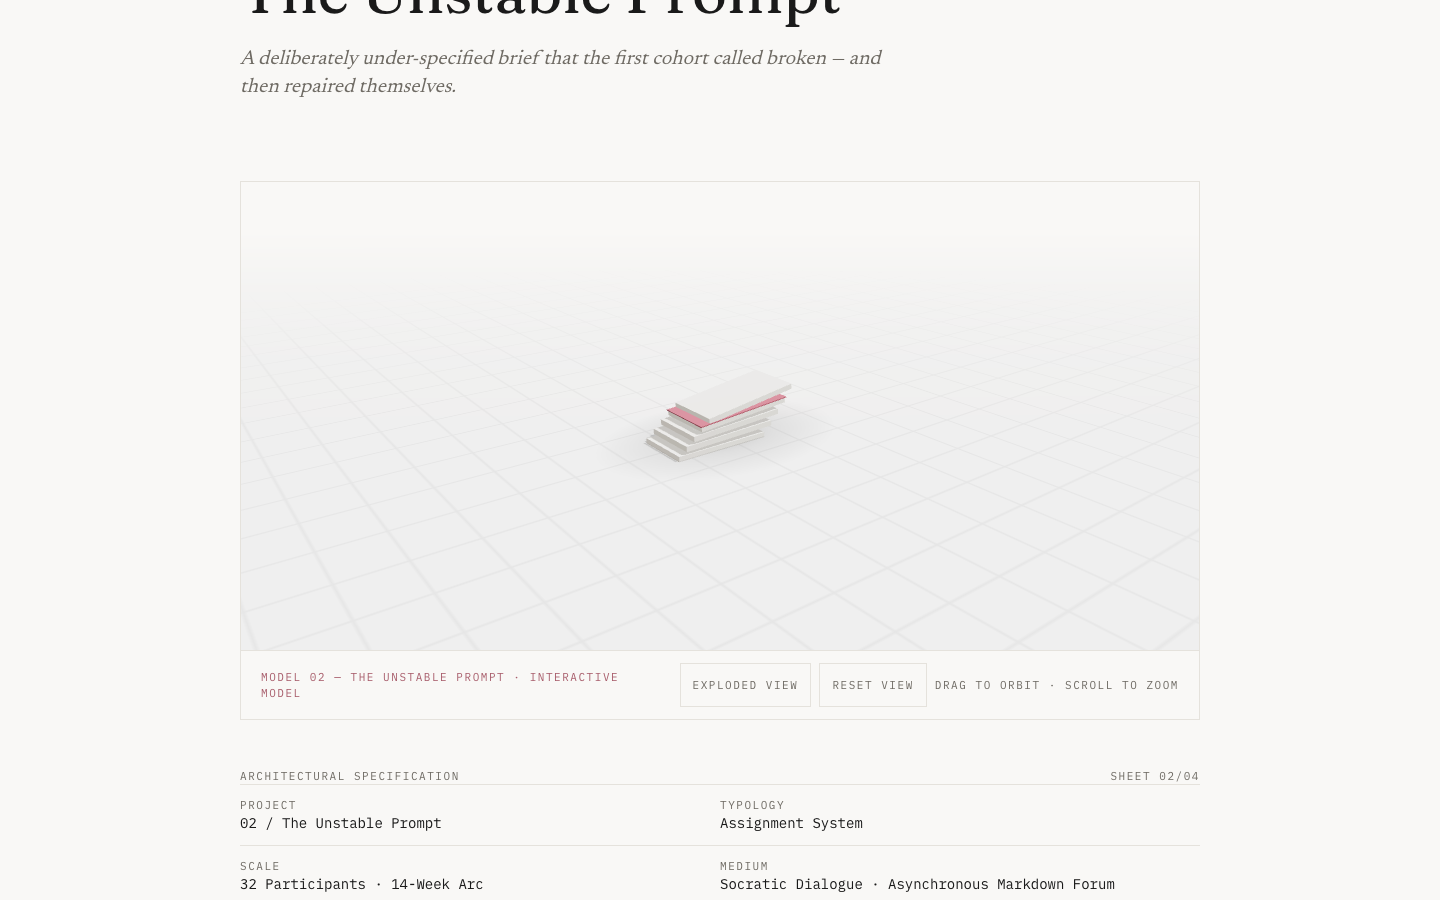 The Unstable Prompt
A deliberately under-specified brief that the first cohort called broken — and
then repaired themselves.
MODEL 02 — THE UNSTABLE PROMPT · INTERACTIVE
MODEL
EXPLODED VIEW
RESET VIEW
DRAG TO ORBIT · SCROLL TO ZOOM
ARCHITECTURAL SPECIFICATION
SHEET 02/04
PROJECT
02 / The Unstable Prompt
TYPOLOGY
Assignment System
SCALE
32 Participants · 14-Week Arc
MEDIUM
Socratic Dialogue · Asynchronous Markdown Forum